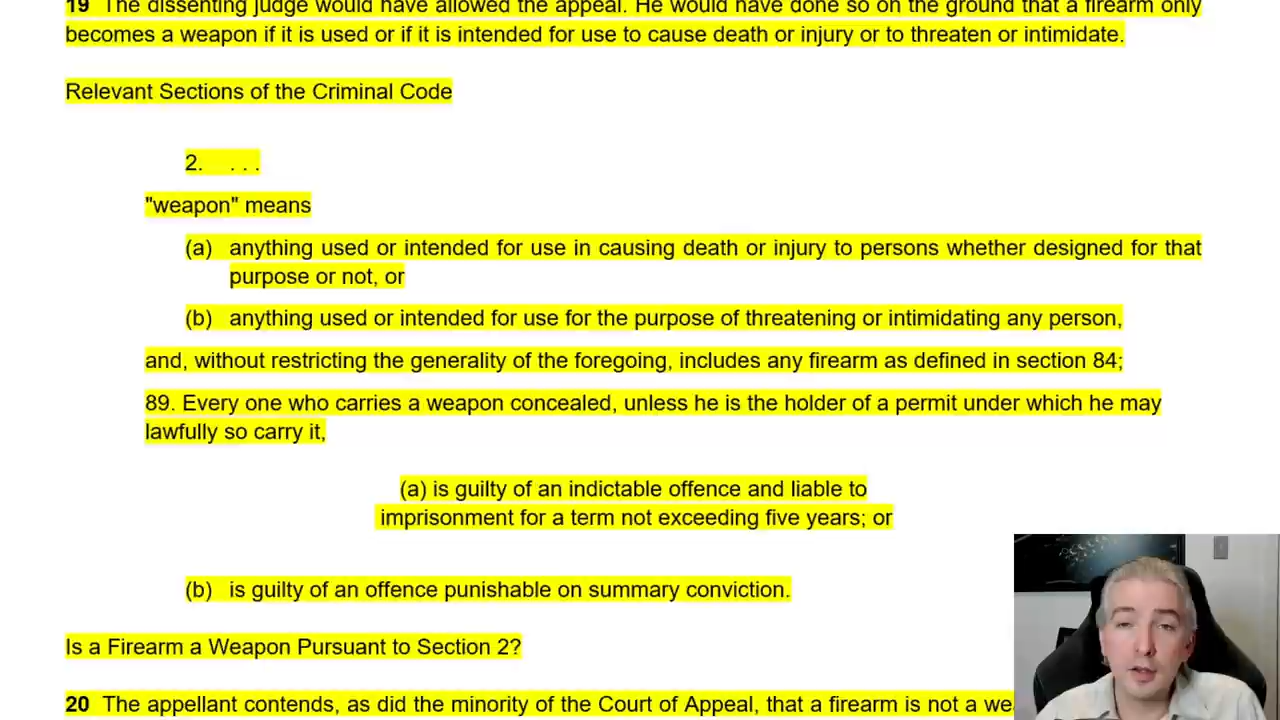 19 The dissenting judge would have allowed the appeal. He would have done so on the ground that a firearm only
becomes a weapon if it is used or if it is intended for use to cause death or injury or to threaten or intimidate.
Relevant Sections of the Criminal Code
2. . . .
"weapon" means
(a) anything used or intended for use in causing death or injury to persons whether designed for that
purpose or not, or
(b) anything used or intended for use for the purpose of threatening or intimidating any person,
and, without restricting the generality of the foregoing, includes any firearm as defined in section 84;
89. Every one who carries a weapon concealed, unless he is the holder of a permit under which he may
lawfully so carry it,
(a) is guilty of an indictable offence and liable to
imprisonment for a term not exceeding five years; or
(b) is guilty of an offence punishable on summary conviction.
Is a Firearm a Weapon Pursuant to Section 2?
20 The appellant contends, as did the minority of the Court of Appeal, that a firearm is not a